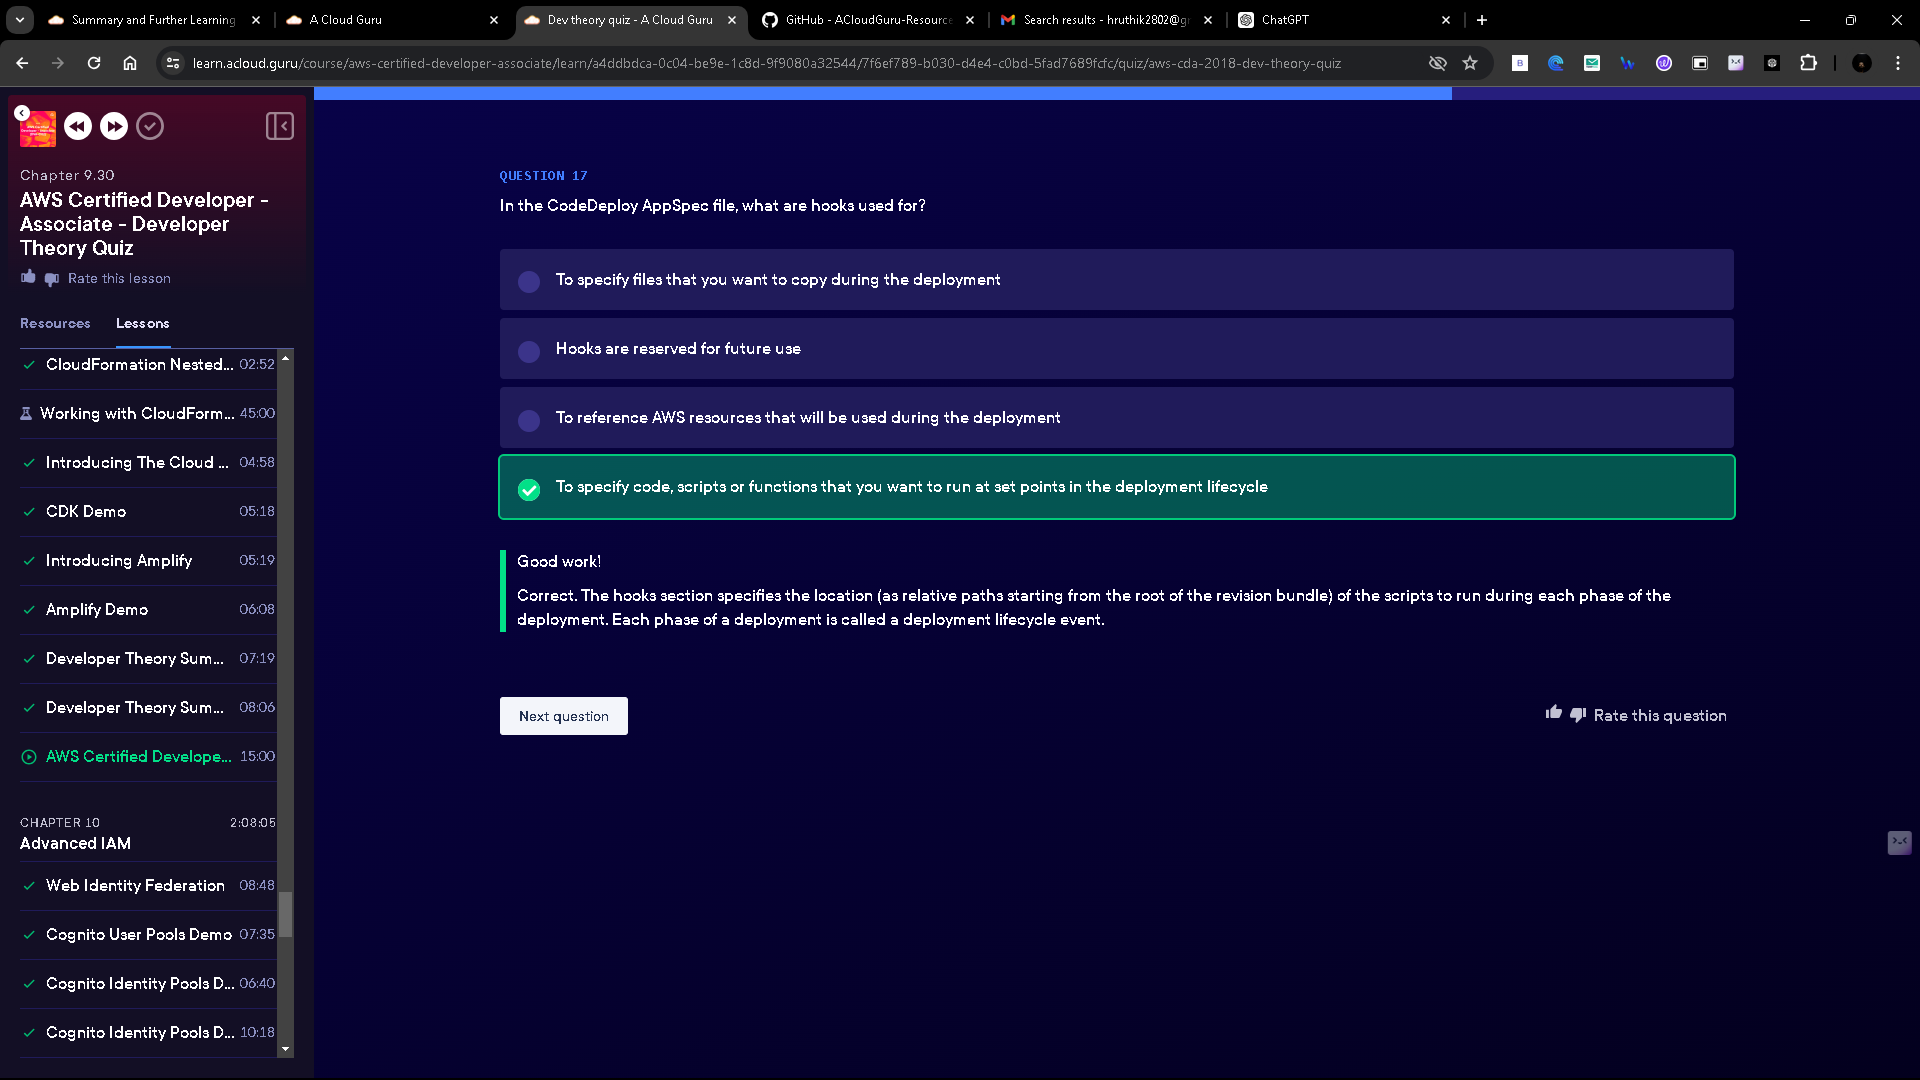 Summary and Further Learning
A Cloud Guru
Dev theory quiz - A Cloud Guru
GitHub - ACloudGuru-Resource
Search results - hruthik2802@g
ChatGPT
learn.acloud.guru/course/aws-certified-developer-associate/learn/a4ddbdca-0c04-be9e-1c8d-9f9080a32544/7f6ef789-b030-d4e4-c0bd-5fad7689fcfc/quiz/aws-cda-2018-dev-theory-quiz
Chapter 9.30
AWS Certified Developer -
Associate - Developer
Theory Quiz
Rate this lesson
Resources
Lessons
CloudFormation Nested... 02:52
Working with CloudForm... 45:00
Introducing The Cloud ... 04:58
CDK Demo 05:18
Introducing Amplify 05:19
Amplify Demo 06:08
Developer Theory Sum... 07:19
Developer Theory Sum... 08:06
AWS Certified Develope... 15:00
CHAPTER 10 2:08:05
Advanced IAM
Web Identity Federation 08:48
Cognito User Pools Demo 07:35
Cognito Identity Pools D... 06:40
Cognito Identity Pools D... 10:18
QUESTION 17
In the CodeDeploy AppSpec file, what are hooks used for?
To specify files that you want to copy during the deployment
Hooks are reserved for future use
To reference AWS resources that will be used during the deployment
To specify code, scripts or functions that you want to run at set points in the deployment lifecycle
Good work!
Correct. The hooks section specifies the location (as relative paths starting from the root of the revision bundle) of the scripts to run during each phase of the
deployment. Each phase of a deployment is called a deployment lifecycle event.
Next question
Rate this question